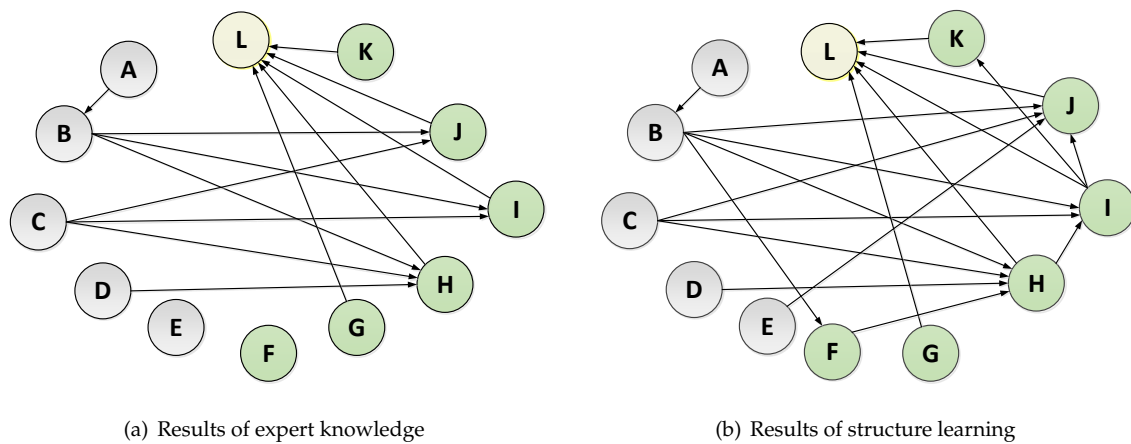 L
K
A
B
J
C
I
D
H
E
G
F
L
K
A
J
B
C
I
D
H
E
F
G
(a) Results of expert knowledge
(b) Results of structure learning